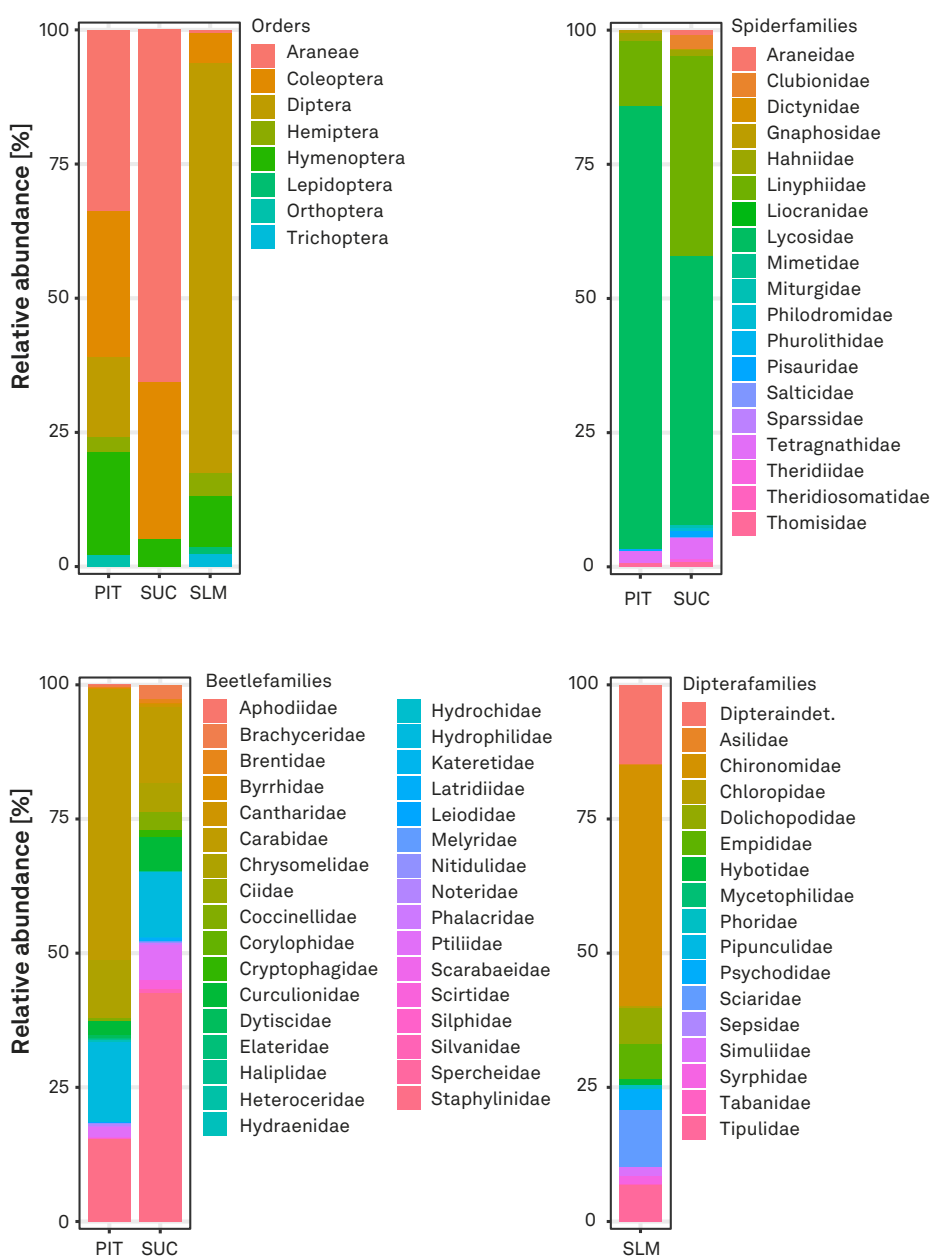 Relative abundance [%]
100
75
50
25
0
PIT SUC SLM
Orders
Araneae
Coleoptera
Diptera
Hemiptera
Hymenoptera
Lepidoptera
Orthoptera
Trichoptera
100
75
50
25
0
PIT SUC
Spiderfamilies
Araneidae
Clubionidae
Dictynidae
Gnaphosidae
Hahniidae
Linyphiidae
Liocranidae
Lycosidae
Mimetidae
Miturgidae
Philodromidae
Phurolithidae
Pisauridae
Salticidae
Sparssidae
Tetragnathidae
Theridiidae
Theridiosomatidae
Thomisidae
Relative abundance [%]
100
75
50
25
0
PIT SUC
Beetlefamilies
Aphodiidae
Brachyceridae
Brentidae
Byrrhidae
Cantharidae
Carabidae
Chrysomelidae
Ciidae
Coccinellidae
Corylophidae
Cryptophagidae
Curculionidae
Dytiscidae
Elateridae
Haliplidae
Heteroceridae
Hydraenidae
Hydrochidae
Hydrophilidae
Kateretidae
Latridiidae
Leiodidae
Melyridae
Nitidulidae
Noteridae
Phalacridae
Ptiliidae
Scarabaeidae
Scirtidae
Silphidae
Silvanidae
Spercheidae
Staphylinidae
100
75
50
25
0
SLM
Dipterafamilies
Dipteraindet.
Asilidae
Chironomidae
Chloropidae
Dolichopodidae
Empididae
Hybotidae
Mycetophilidae
Phoridae
Pipunculidae
Psychodidae
Sciaridae
Sepsidae
Simuliidae
Syrphidae
Tabanidae
Tipulidae